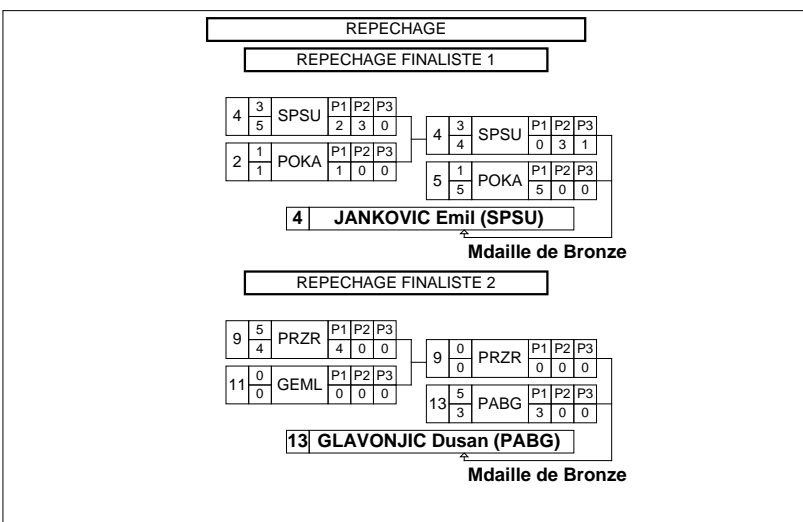 REPECHAGE
REPECHAGE FINALISTE 1
4 3 SPSU P1 P2 P3
5 2 3 0
2 1 POKA P1 P2 P3
1 1 0 0
4 3 SPSU P1 P2 P3
4 0 3 1
5 1 POKA P1 P2 P3
5 5 0 0
4 JANKOVIC Emil (SPSU)
Mdaille de Bronze
REPECHAGE FINALISTE 2
9 5 PRZR P1 P2 P3
4 4 0 0
11 0 GEML P1 P2 P3
0 0 0 0
9 0 PRZR P1 P2 P3
0 0 0 0
13 5 PABG P1 P2 P3
3 3 0 0
13 GLAVONJIC Dusan (PABG)
Mdaille de Bronze